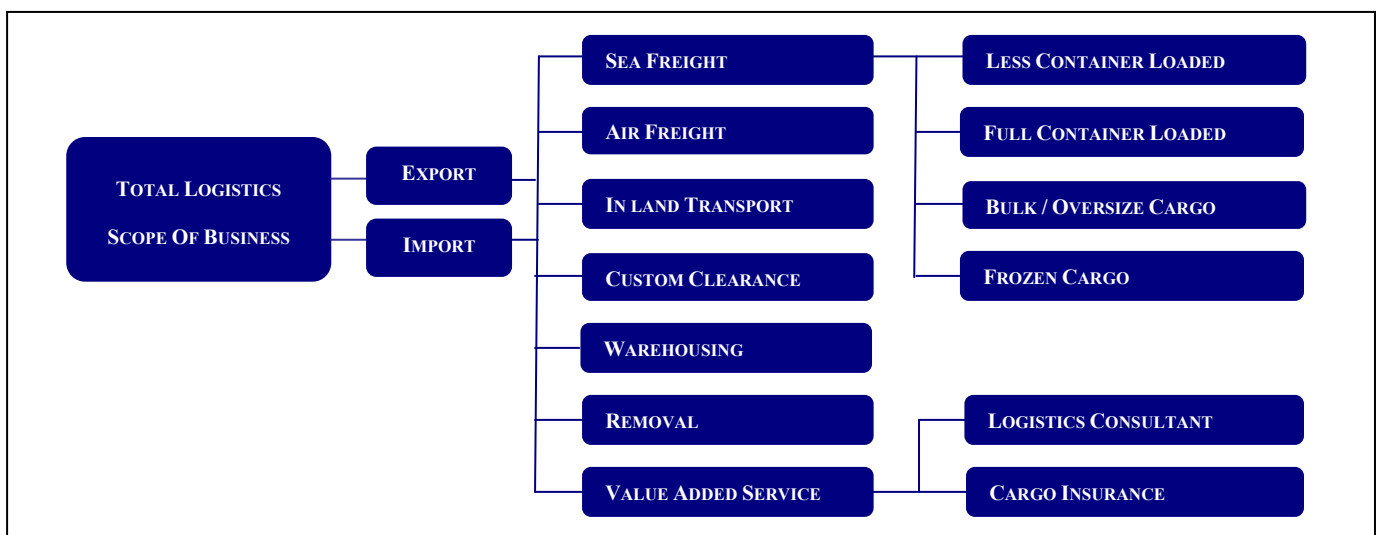 TOTAL LOGISTICS
SCOPE OF BUSINESS
EXPORT
IMPORT
SEA FREIGHT
AIR FREIGHT
IN LAND TRANSPORT
CUSTOM CLEARANCE
WAREHOUSING
REMOVAL
VALUE ADDED SERVICE
LESS CONTAINER LOADED
FULL CONTAINER LOADED
BULK / OVERSIZE CARGO
FROZEN CARGO
LOGISTICS CONSULTANT
CARGO INSURANCE